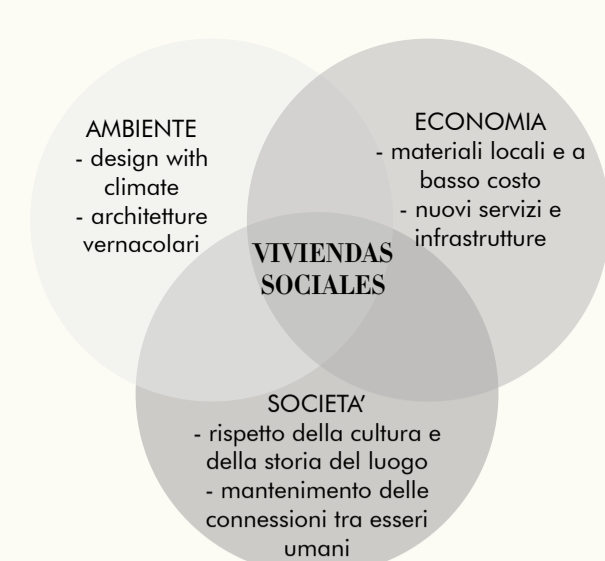 AMBIENTE
- design with
climate
- architetture
vernacolari
ECONOMIA
- materiali locali e a
basso costo
- nuovi servizi e
infrastrutture
VIVIENDAS
SOCIALES
SOCIETA'
- rispetto della cultura e
della storia del luogo
- mantenimento delle
connessioni tra esseri
umani